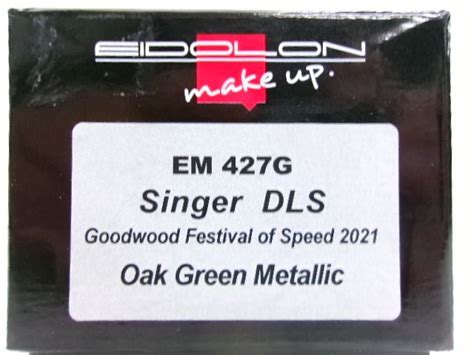 EIDOLON
make up.
EM 427G
Singer DLS
Goodwood Festival of Speed 2021
Oak Green Metallic